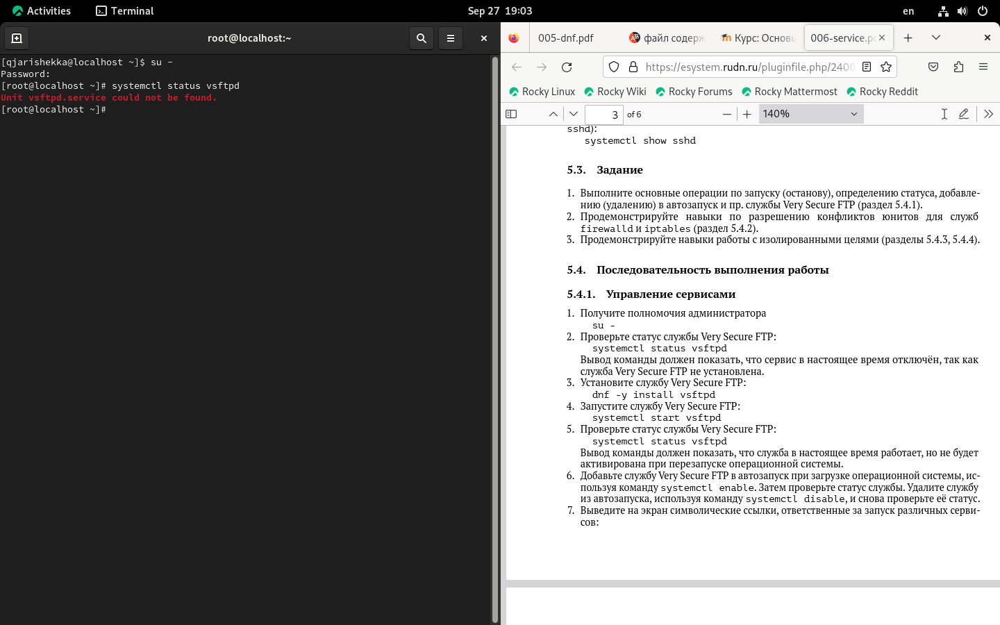 Activities Terminal Sep 27 19:03 en
root@localhost:~
[qjarishekka@localhost ~]$ su -
Password:
[root@localhost ~]# systemctl status vsftpd
Unit vsftpd.service could not be found.
[root@localhost ~]#
005-dnf.pdf файл содерж Курс: Основы 006-service.pd
https://esystem.rudn.ru/pluginfile.php/2400
Rocky Linux Rocky Wiki Rocky Forums Rocky Mattermost Rocky Reddit
3 of 6 140%
sshd):
systemctl show sshd
5.3. Задание
1. Выполните основные операции по запуску (останову), определению статуса, добавле-
нию (удалению) в автозапуск и пр. службы Very Secure FTP (раздел 5.4.1).
2. Продемонстрируйте навыки по разрешению конфликтов юнитов для служб
firewalld и iptables (раздел 5.4.2).
3. Продемонстрируйте навыки работы с изолированными целями (разделы 5.4.3, 5.4.4).
5.4. Последовательность выполнения работы
5.4.1. Управление сервисами
1. Получите полномочия администратора
su -
2. Проверьте статус службы Very Secure FTP:
systemctl status vsftpd
Вывод команды должен показать, что сервис в настоящее время отключён, так как
служба Very Secure FTP не установлена.
3. Установите службу Very Secure FTP:
dnf -y install vsftpd
4. Запустите службу Very Secure FTP:
systemctl start vsftpd
5. Проверьте статус службы Very Secure FTP:
systemctl status vsftpd
Вывод команды должен показать, что служба в настоящее время работает, но не будет
активирована при перезапуске операционной системы.
6. Добавьте службу Very Secure FTP в автозапуск при загрузке операционной системы, ис-
пользуя команду systemctl enable. Затем проверьте статус службы. Удалите службу
из автозапуска, используя команду systemctl disable, и снова проверьте её статус.
7. Выведите на экран символические ссылки, ответственные за запуск различных серви-
сов: